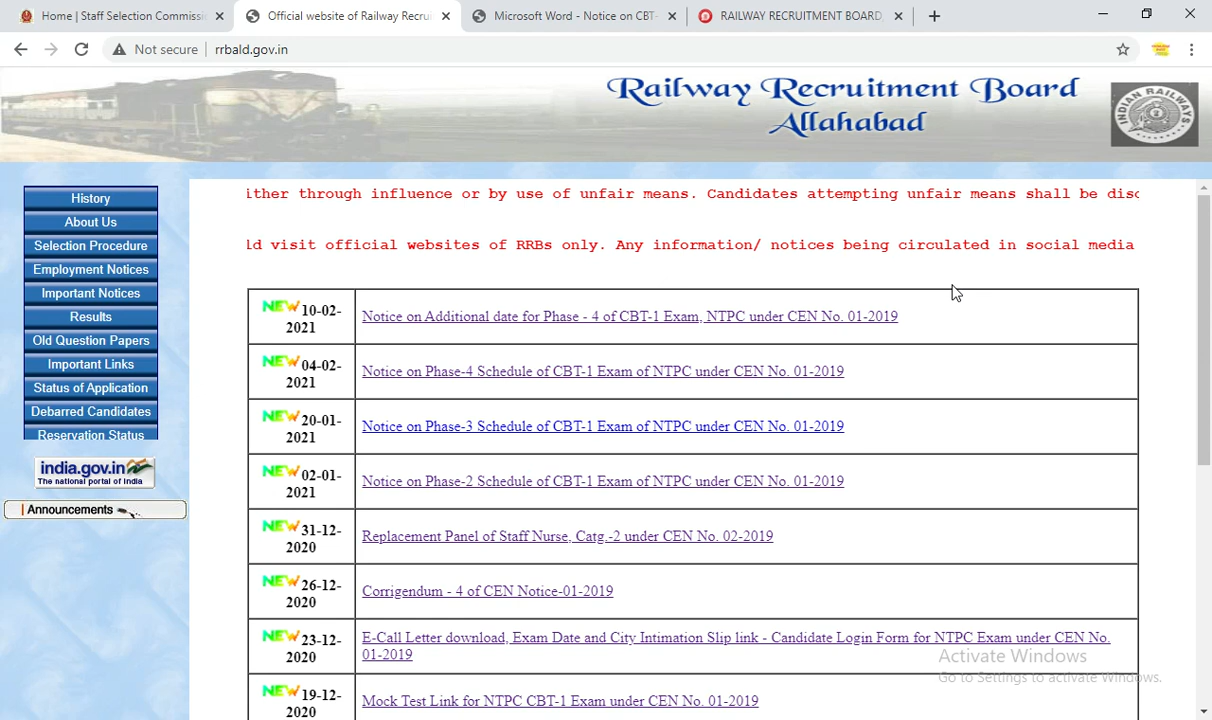 Home | Staff Selection Commissi
Official website of Railway Recru
Microsoft Word - Notice on CBT-
RAILWAY RECRUITMENT BOARD,
Not secure | rrbald.gov.in
Railway Recruitment Board
Allahabad
INDIAN RAILWAYS
History
About Us
Selection Procedure
Employment Notices
Important Notices
Results
Old Question Papers
Important Links
Status of Application
Debarred Candidates
Reservation Status
india.gov.in
The national portal of India
Announcements
ither through influence or by use of unfair means. Candidates attempting unfair means shall be disc
ld visit official websites of RRBs only. Any information/ notices being circulated in social media
NEW 10-02-
2021
Notice on Additional date for Phase - 4 of CBT-1 Exam, NTPC under CEN No. 01-2019
NEW 04-02-
2021
Notice on Phase-4 Schedule of CBT-1 Exam of NTPC under CEN No. 01-2019
NEW 20-01-
2021
Notice on Phase-3 Schedule of CBT-1 Exam of NTPC under CEN No. 01-2019
NEW 02-01-
2021
Notice on Phase-2 Schedule of CBT-1 Exam of NTPC under CEN No. 01-2019
NEW 31-12-
2020
Replacement Panel of Staff Nurse, Catg.-2 under CEN No. 02-2019
NEW 26-12-
2020
Corrigendum - 4 of CEN Notice-01-2019
NEW 23-12-
2020
E-Call Letter download, Exam Date and City Intimation Slip link - Candidate Login Form for NTPC Exam under CEN No.
01-2019
NEW 19-12-
2020
Mock Test Link for NTPC CBT-1 Exam under CEN No. 01-2019
Activate Windows
Go to Settings to activate Windows.